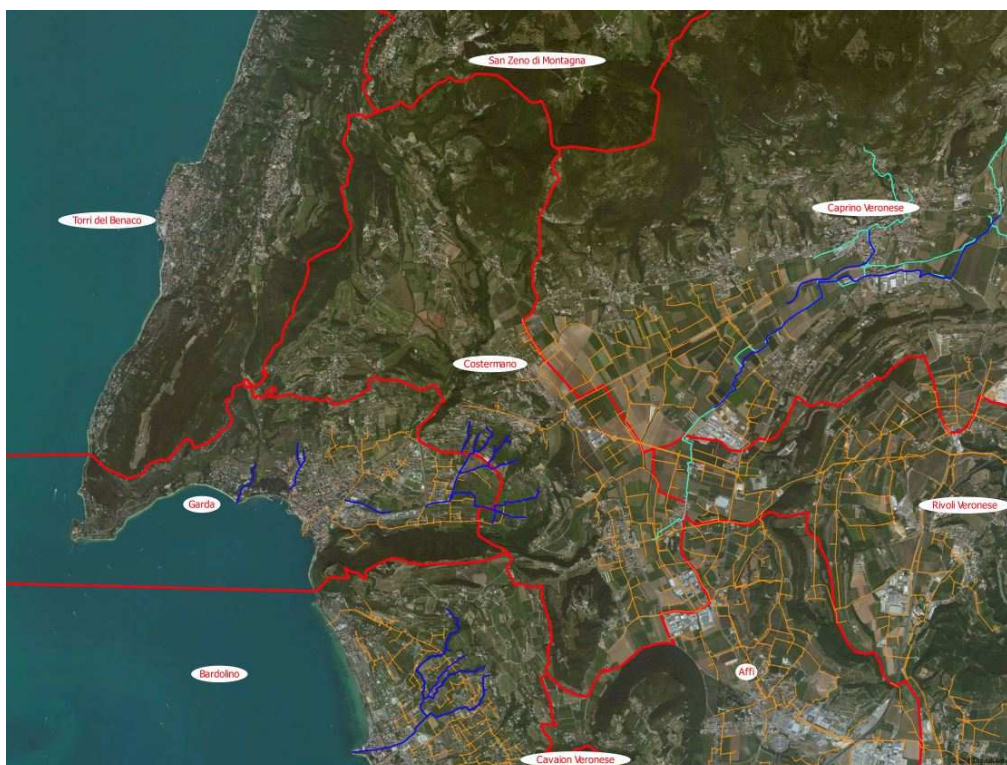 San Zeno di Montagna
Caprino Veronese
Torri del Benaco
Costermano
Garda
Rivoli Veronese
Bardolino
Affi
Cavaion Veronese